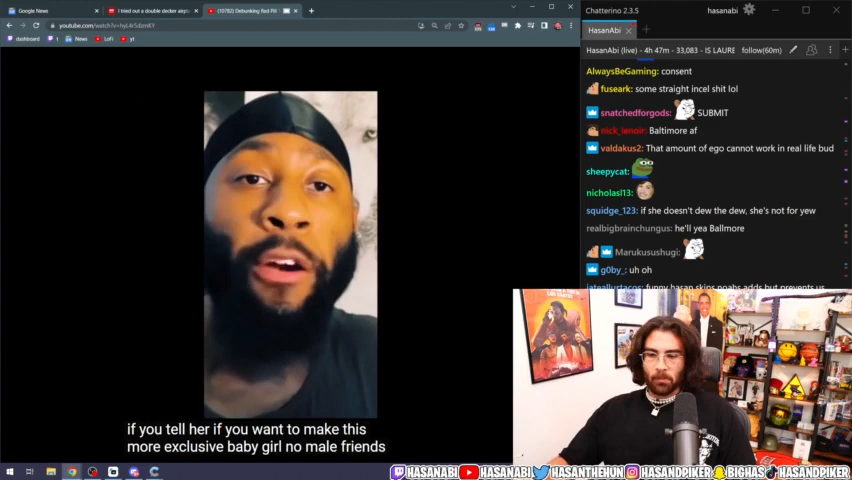 Google News
I tried out a double decker airpla
(10782) Debunking Red Pill
youtube.com/watch?v=hyL4rSdzmKY
dashboard
t
News
LoFi
yt
Chatterino 2.3.5
hasanabi
HasanAbi
HasanAbi (live) - 4h 47m - 33,083 - IS LAURE
follow(60m)
AlwaysBeGaming: consent
fuseark: some straight incel shit lol
snatchedforgods: SUBMIT
nick_lenoir: Baltimore af
valdakus2: That amount of ego cannot work in real life bud
sheepycat:
nicholasl13:
squidge_123: if she doesn't dew the dew, she's not for yew
realbigbrainchungus: he'll yea Ballmore
Marukusushugi:
g0by_: uh oh
if you tell her if you want to make this
more exclusive baby girl no male friends
HASANABI HASANABI HASANTHEHUN HASANDPIKER BIGHAS HASANDPIKER